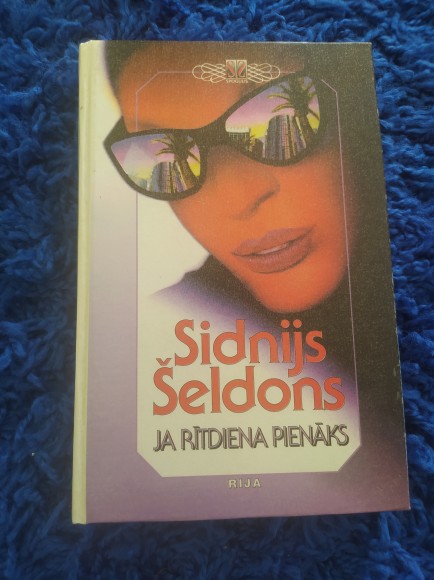 Sidnijs
Šeldons
JA RĪTDIENA PIENĀKS
RIJA